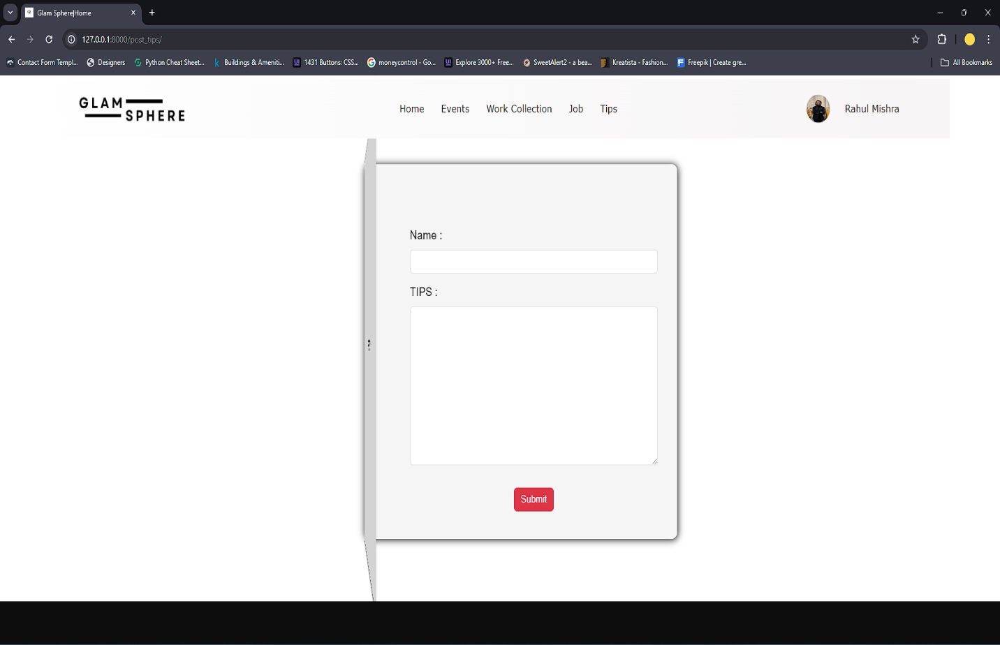 Glam Sphere|Home
127.0.0.1:8000/post_tips/
Contact Form Templ... Designers Python Cheat Sheet... Buildings & Ameniti... 1431 Buttons: CSS... moneycontrol - Go... Explore 3000+ Free... SweetAlert2 - a bea... Kreatista - Fashion... Freepik | Create gre... All Bookmarks
GLAM
SPHERE
Home Events Work Collection Job Tips Rahul Mishra
Name :
TIPS :
Submit